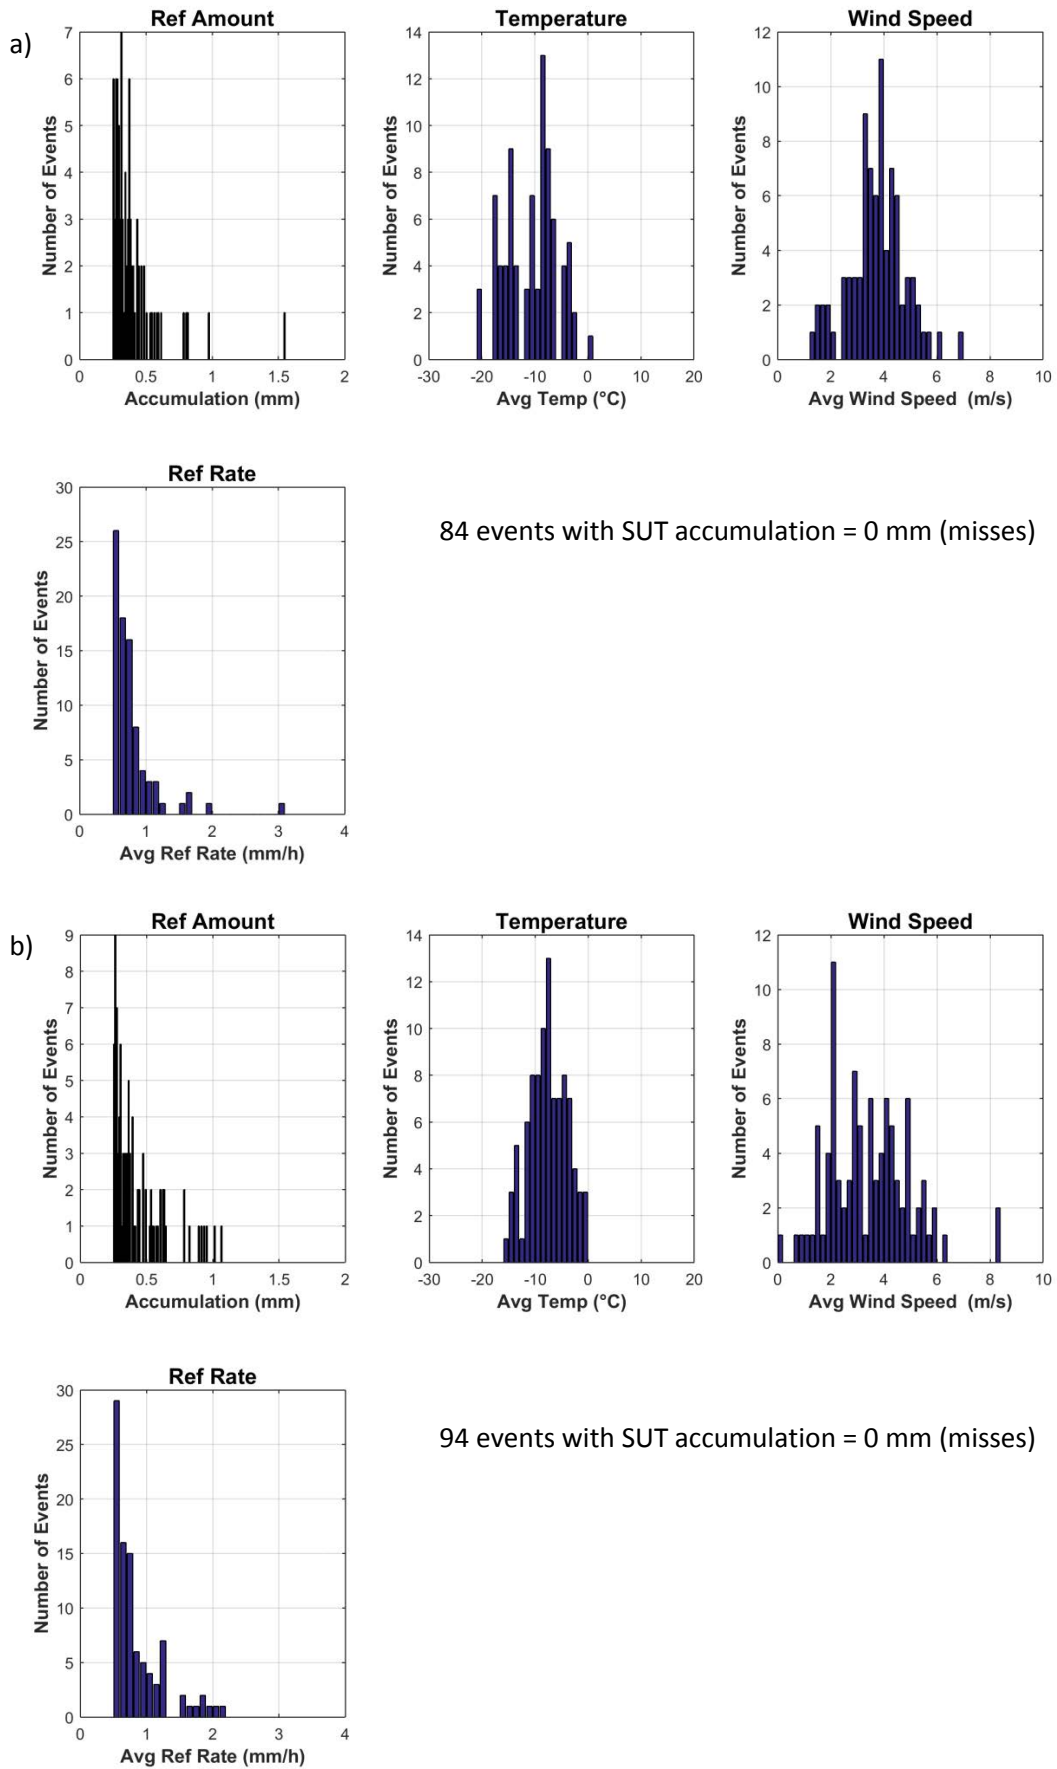 a)
Ref Amount
7
6
5
4
3
2
1
0
Number of Events
0 0.5 1 1.5 2
Accumulation (mm)
Temperature
14
12
10
8
6
4
2
0
Number of Events
-30 -20 -10 0 10 20
Avg Temp (°C)
Wind Speed
12
10
8
6
4
2
0
Number of Events
0 2 4 6 8 10
Avg Wind Speed (m/s)
Ref Rate
30
25
20
15
10
5
0
Number of Events
0 1 2 3 4
Avg Ref Rate (mm/h)
84 events with SUT accumulation = 0 mm (misses)
b)
Ref Amount
9
8
7
6
5
4
3
2
1
0
Number of Events
0 0.5 1 1.5 2
Accumulation (mm)
Temperature
14
12
10
8
6
4
2
0
Number of Events
-30 -20 -10 0 10 20
Avg Temp (°C)
Wind Speed
12
10
8
6
4
2
0
Number of Events
0 2 4 6 8 10
Avg Wind Speed (m/s)
Ref Rate
30
25
20
15
10
5
0
Number of Events
0 1 2 3 4
Avg Ref Rate (mm/h)
94 events with SUT accumulation = 0 mm (misses)